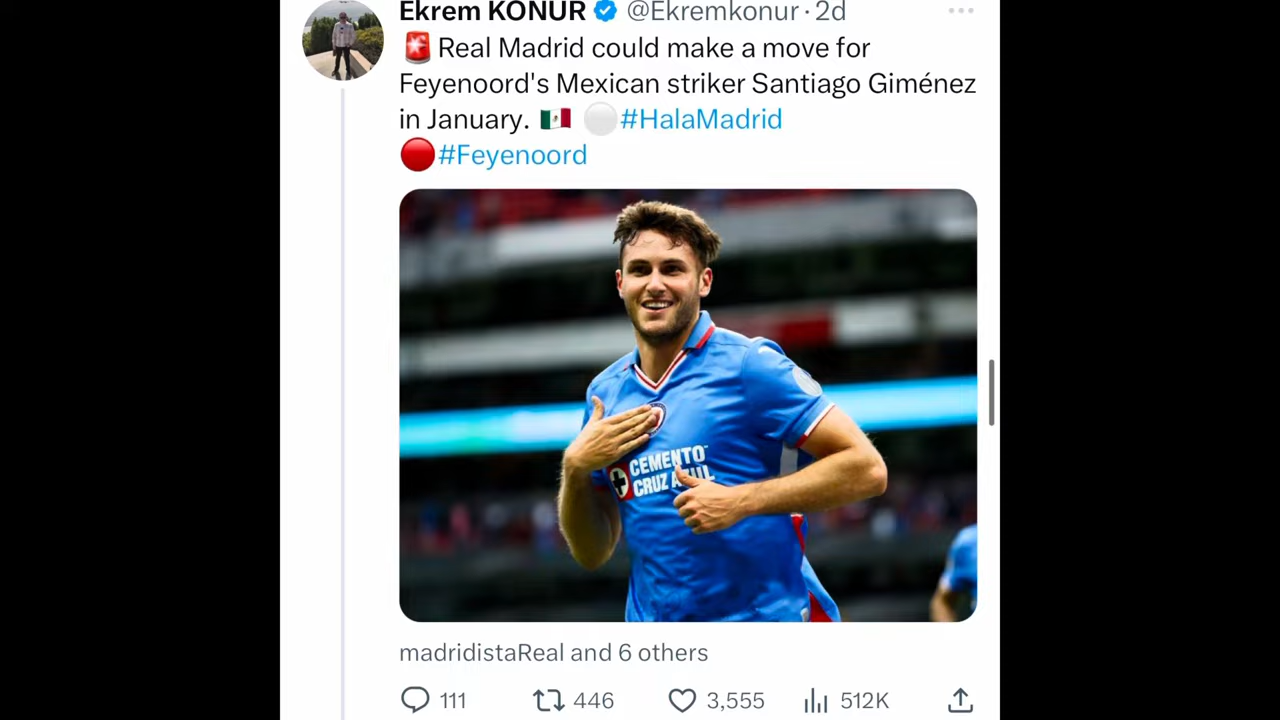 Ekrem KONUR @Ekremkonur · 2d
🚨Real Madrid could make a move for
Feyenoord's Mexican striker Santiago Giménez
in January. 🇲🇽 ⚪#HalaMadrid
🔴#Feyenoord
CEMENTO
CRUZ AZUL
madridistaReal and 6 others
111 446 3,555 512K